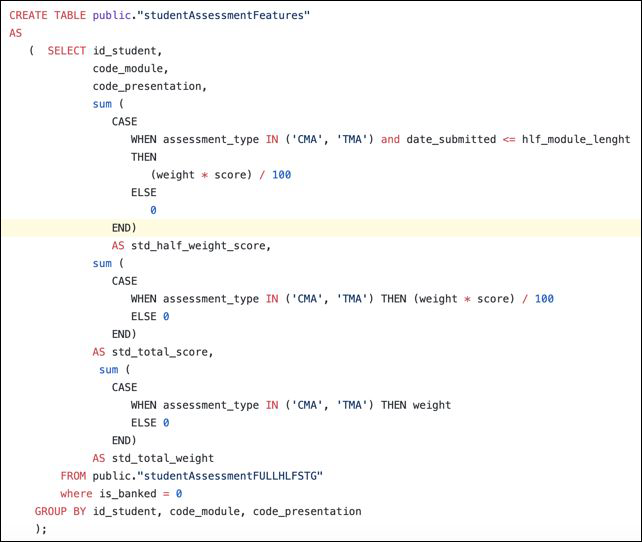 CREATE TABLE public."studentAssessmentFeatures"
AS
( SELECT id_student,
code_module,
code_presentation,
sum (
CASE
WHEN assessment_type IN ('CMA', 'TMA') and date_submitted <= hlf_module_lenght
THEN
(weight * score) / 100
ELSE
0
END)
AS std_half_weight_score,
sum (
CASE
WHEN assessment_type IN ('CMA', 'TMA') THEN (weight * score) / 100
ELSE 0
END)
AS std_total_score,
sum (
CASE
WHEN assessment_type IN ('CMA', 'TMA') THEN weight
ELSE 0
END)
AS std_total_weight
FROM public."studentAssessmentFULLHLFSTG"
where is_banked = 0
GROUP BY id_student, code_module, code_presentation
);